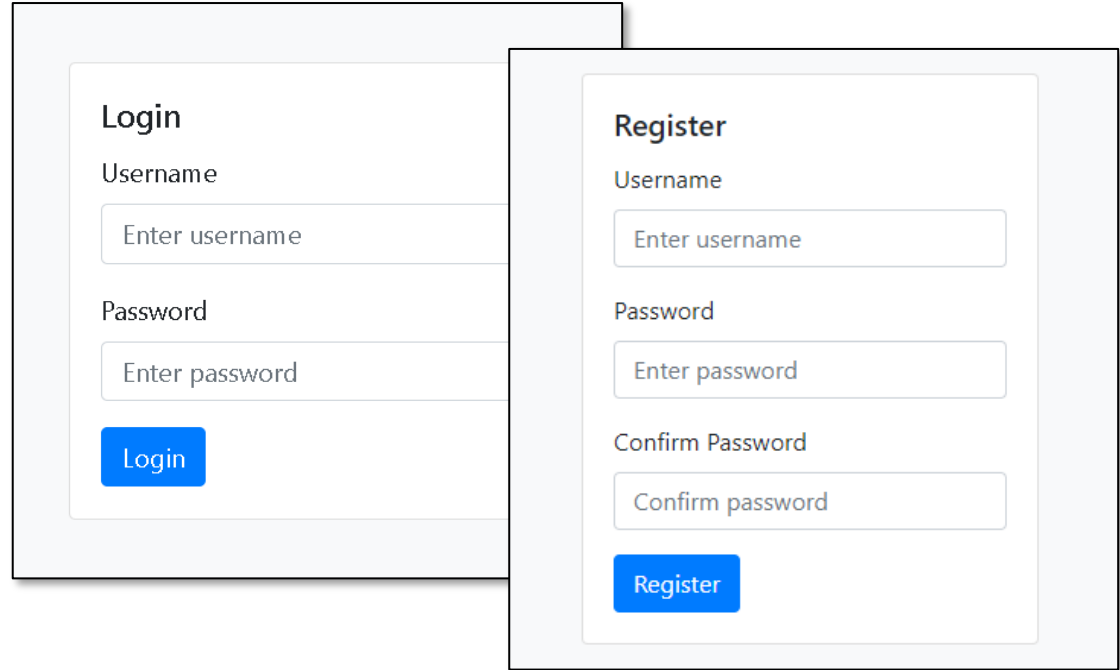 Login
Username
Enter username
Password
Enter password
Login
Register
Username
Enter username
Password
Enter password
Confirm Password
Confirm password
Register